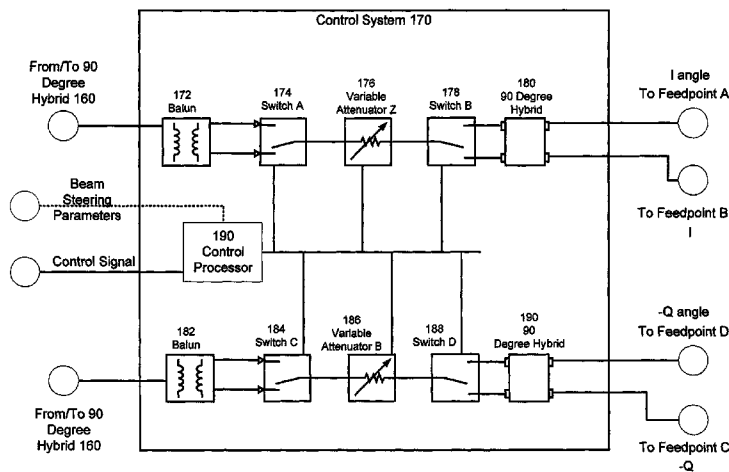 Control System 170
From/To 90
Degree
Hybrid 160
172
Balun
174
Switch A
176
Variable
Attenuator Z
178
Switch B
180
90 Degree
Hybrid
I angle
To Feedpoint A
To Feedpoint B
I
Beam
Steering
Parameters
190
Control
Processor
Control Signal
182
Balun
184
Switch C
186
Variable
Attenuator B
188
Switch D
190
90
Degree Hybrid
-Q angle
To Feedpoint D
From/To 90
Degree
Hybrid 160
To Feedpoint C
-Q